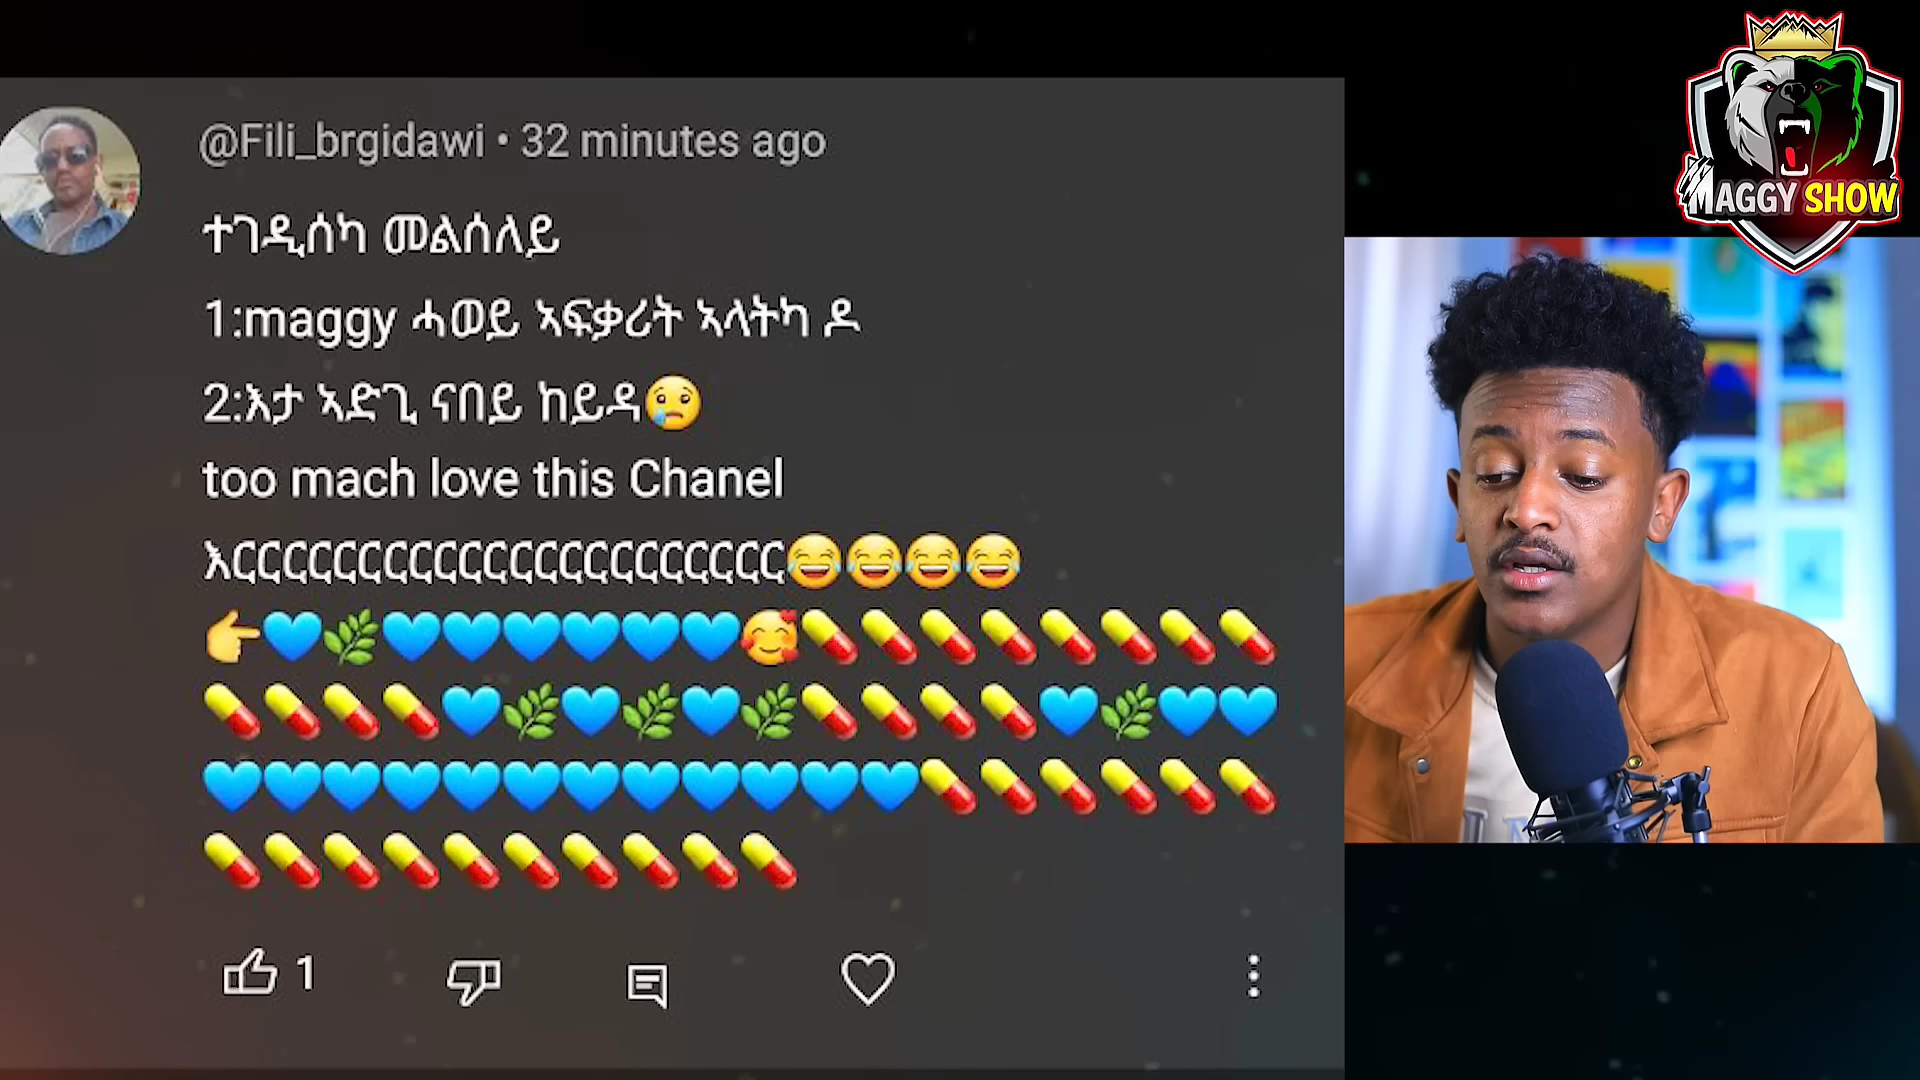 @Fili_brgidawi • 32 minutes ago
ተገዲሰካ መልሰለይ
1:maggy ሓወይ ኣፍቃሪት ኣላትካ ዶ
2:እታ ኣድጊ ናበይ ከይዳ😢
too mach love this Chanel
እርርርርርርርርርርርርርርርርርርርርርር😂😂😂😂
👉💙🌿💙💙💙💙💙💙🥰💊💊💊💊💊💊💊💊
💊💊💊💊💙🌿💙🌿💙🌿💊💊💊💊💙🌿💙💙
💙💙💙💙💙💙💙💙💙💙💙💙💊💊💊💊💊💊
💊💊💊💊💊💊💊💊💊💊
1
MAGGY SHOW